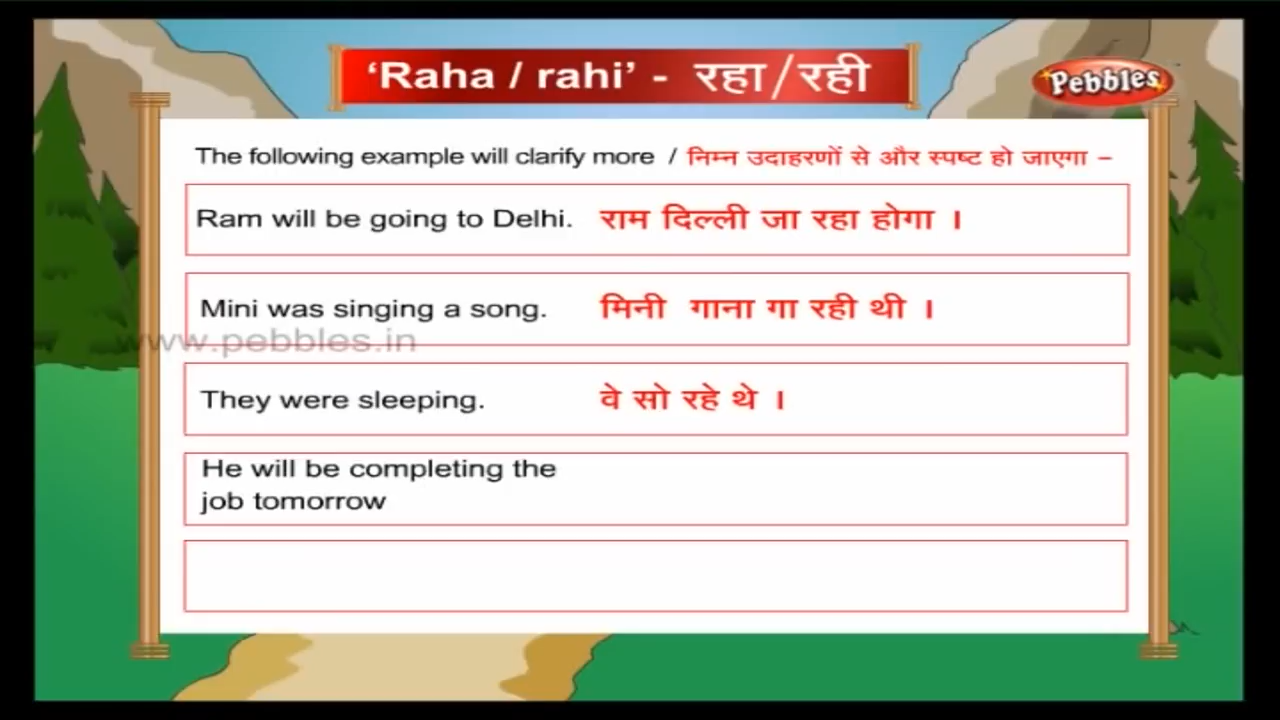 ‘Raha / rahi’ - रहा/रही
Pebbles
The following example will clarify more / निम्न उदाहरणों से और स्पष्ट हो जाएगा –
Ram will be going to Delhi. राम दिल्ली जा रहा होगा ।
Mini was singing a song. मिनी गाना गा रही थी ।
www.pebbles.in
They were sleeping. वे सो रहे थे ।
He will be completing the
job tomorrow